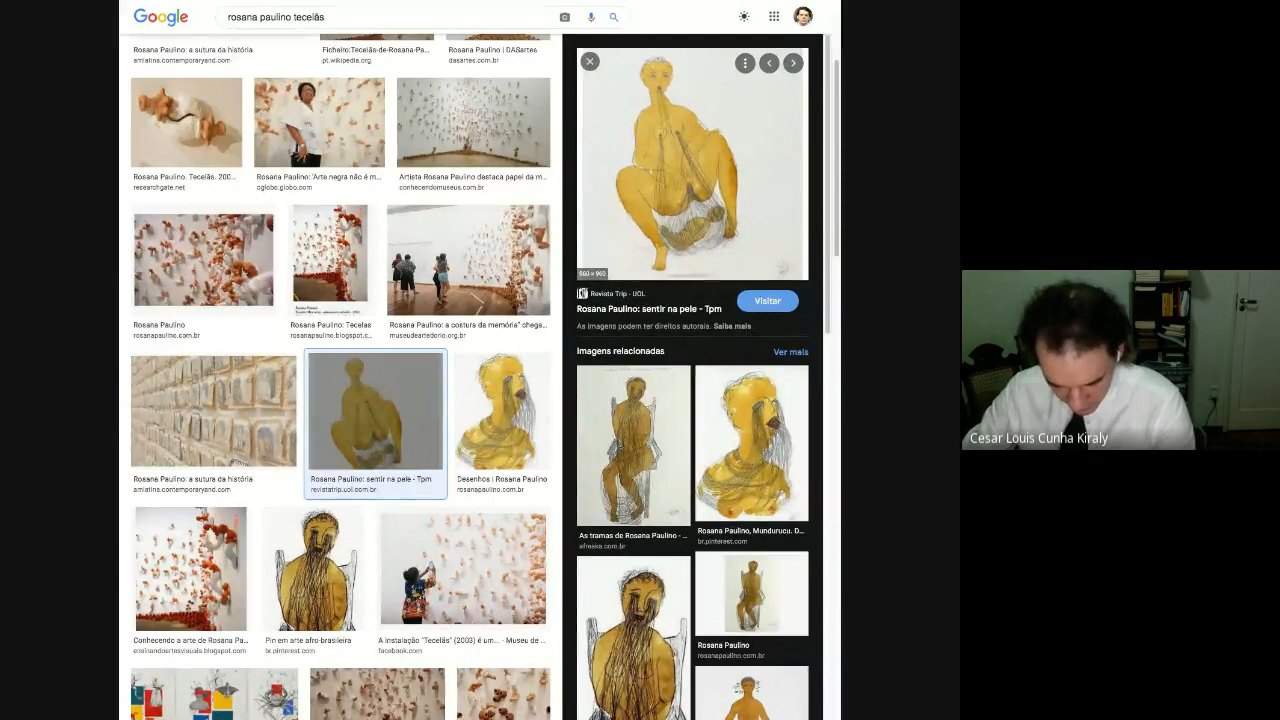 Google
rosana paulino tecelãs
Rosana Paulino: a sutura da história
amlatina.contemporaryand.com
Ficheiro:Tecelãs-de-Rosana-Pa...
pt.wikipedia.org
Rosana Paulino | DASartes
dasartes.com.br
Rosana Paulino. Tecelãs. 200...
researchgate.net
Rosana Paulino: 'Arte negra não é m...
oglobo.globo.com
Artista Rosana Paulino destaca papel da m...
conhecendomuseus.com.br
Rosana Paulino
rosanapaulino.com.br
Rosana Paulino: Tecelas
rosanapaulino.blogspot.c...
Rosana Paulino: a costura da memória" chega...
museudeartedorio.org.br
Rosana Paulino: a sutura da história
amlatina.contemporaryand.com
Rosana Paulino: sentir na pele - Tpm
revistatrip.uol.com.br
Desenhos | Rosana Paulino
rosanapaulino.com.br
Conhecendo a arte de Rosana Pa...
ensinandoartesvisuais.blogspot.com
Pin em arte afro-brasileira
br.pinterest.com
A instalação "Tecelãs" (2003) é um... - Museu de ...
facebook.com
960 × 960
Revista Trip - UOL
Rosana Paulino: sentir na pele - Tpm
Visitar
As imagens podem ter direitos autorais. Saiba mais
Imagens relacionadas
Ver mais
As tramas de Rosana Paulino - ...
afreaka.com.br
Rosana Paulino, Mundurucu. D...
br.pinterest.com
Rosana Paulino
rosanapaulino.com.br
Cesar Louis Cunha Kiraly